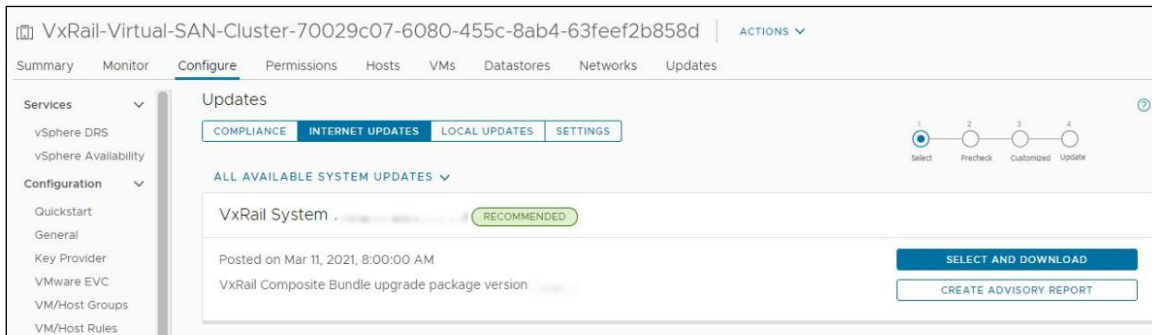 VxRail-Virtual-SAN-Cluster-70029c07-6080-455c-8ab4-63feef2b858d ACTIONS
Summary Monitor Configure Permissions Hosts VMs Datastores Networks Updates
Services
vSphere DRS
vSphere Availability
Configuration
Quickstart
General
Key Provider
VMware EVC
VM/Host Groups
VM/Host Rules
Updates
COMPLIANCE INTERNET UPDATES LOCAL UPDATES SETTINGS
1 2 3 4
Select Precheck Customized Update
ALL AVAILABLE SYSTEM UPDATES
VxRail System RECOMMENDED
Posted on Mar 11, 2021, 8:00:00 AM
VxRail Composite Bundle upgrade package version
SELECT AND DOWNLOAD
CREATE ADVISORY REPORT